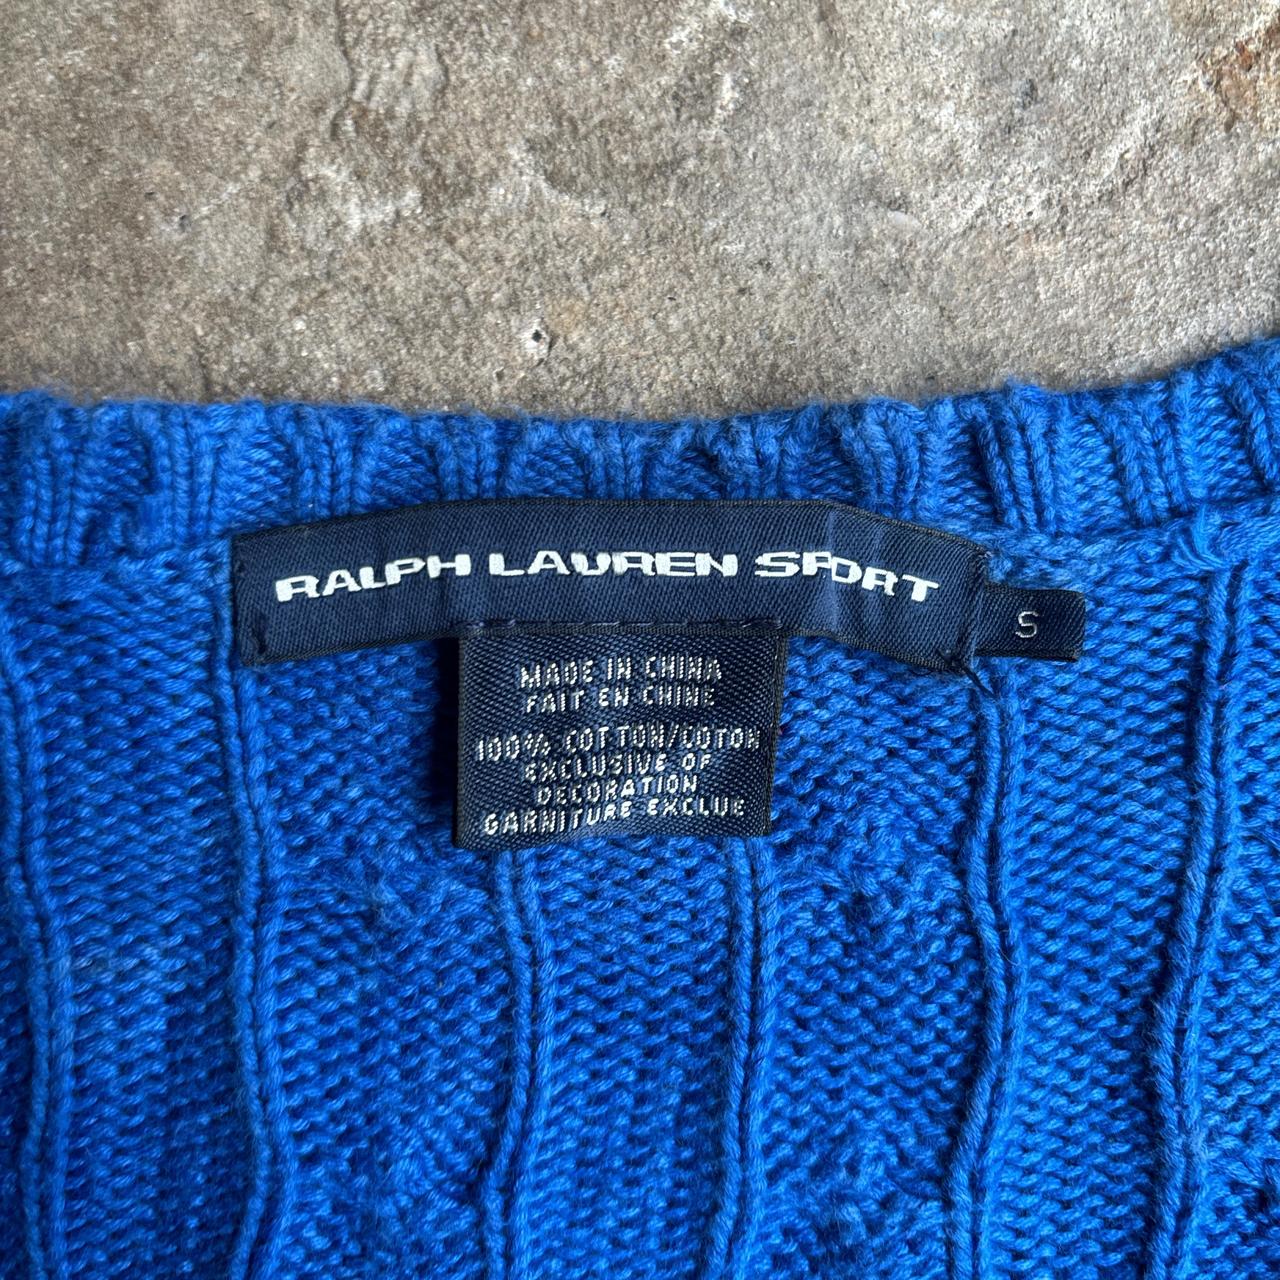 RALPH LAUREN SPORT
S
MADE IN CHINA
FAIT EN CHINE
100% COTTON/COTON
EXCLUSIVE OF
DECORATION
GARNITURE EXCLUE